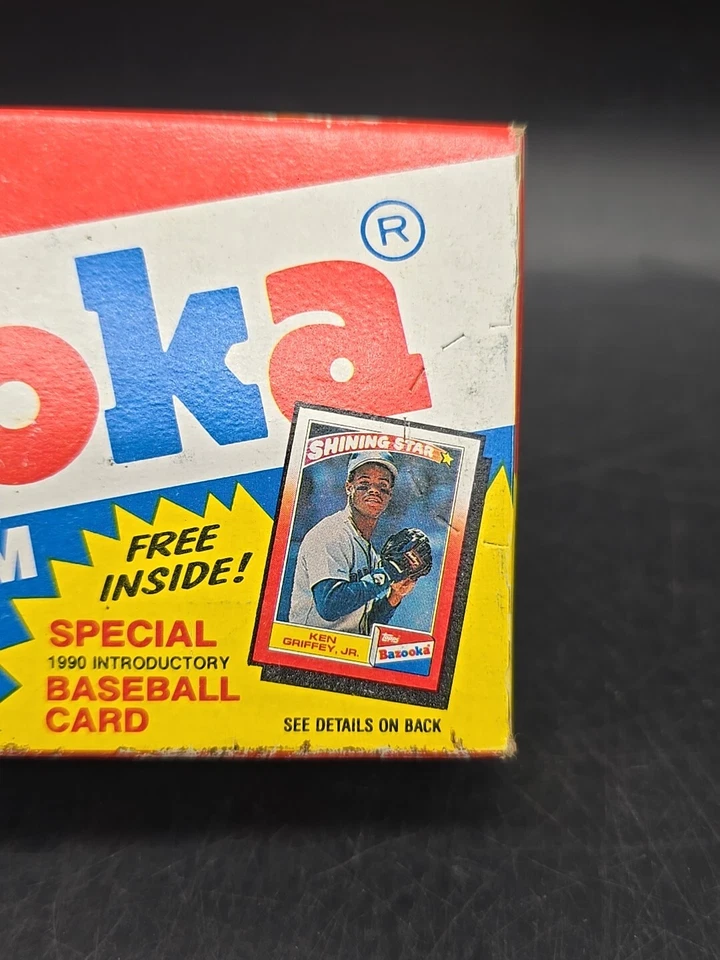 ®
oka
M
FREE
INSIDE!
SPECIAL
1990 INTRODUCTORY
BASEBALL
CARD
SHINING STAR
KEN
GRIFFEY, JR.
Topps
Bazooka
SEE DETAILS ON BACK